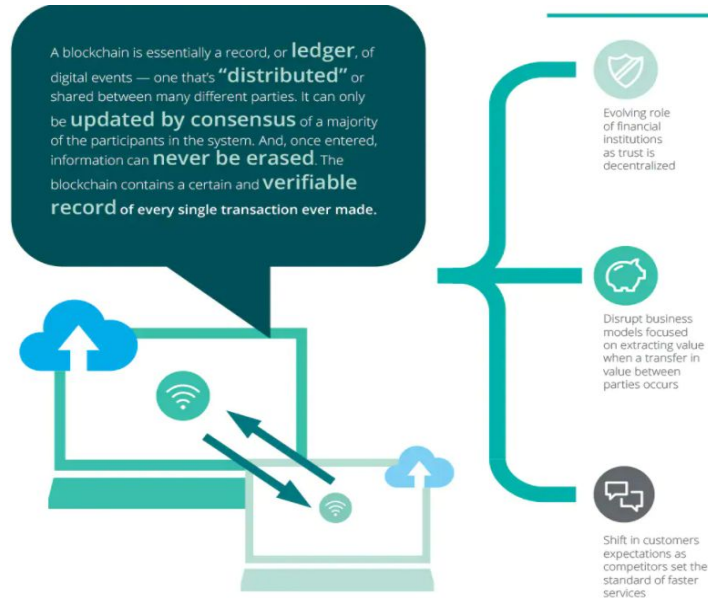 A blockchain is essentially a record, or ledger, of
digital events — one that’s “distributed” or
shared between many different parties. It can only
be updated by consensus of a majority
of the participants in the system. And, once entered,
information can never be erased. The
blockchain contains a certain and verifiable
record of every single transaction ever made.
Evolving role
of financial
institutions
as trust is
decentralized
Disrupt business
models focused
on extracting value
when a transfer in
value between
parties occurs
Shift in customers
expectations as
competitors set the
standard of faster
services